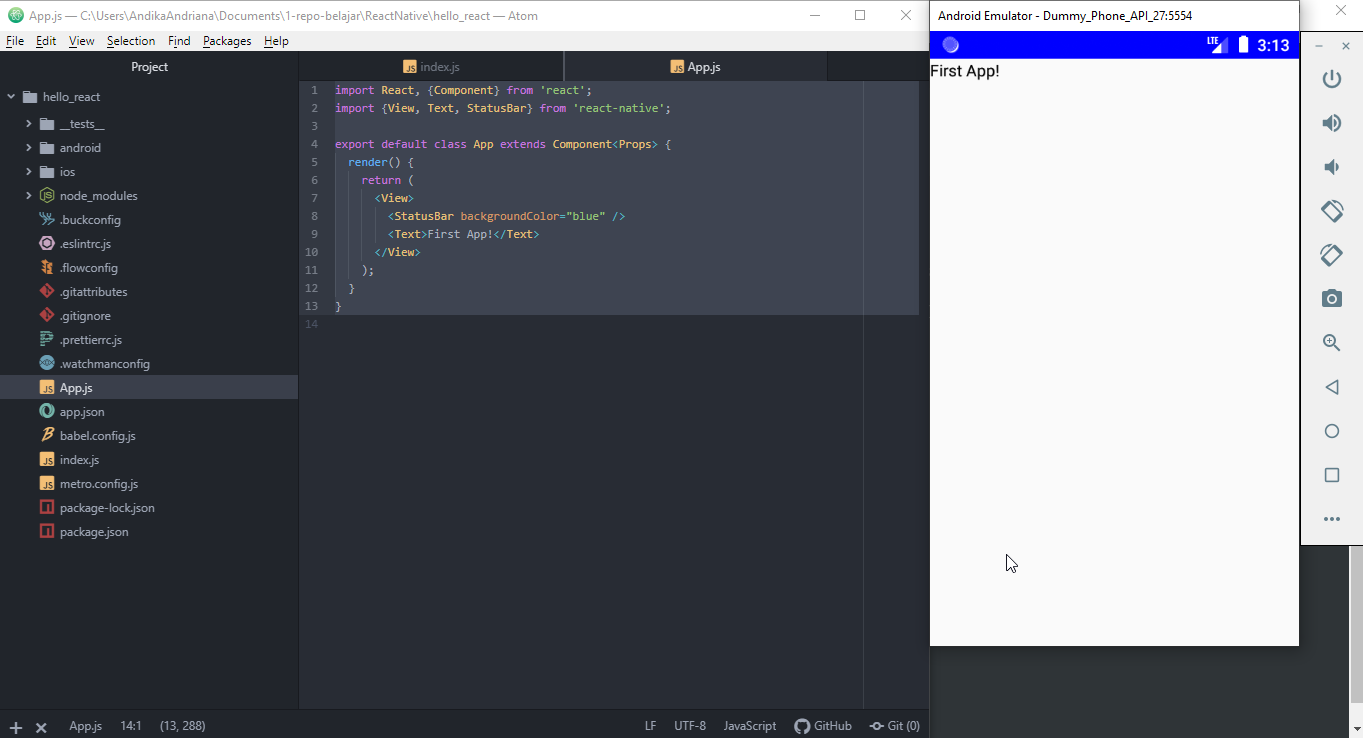 App.js — C:\Users\AndikaAndriana\Documents\1-repo-belajar\ReactNative\hello_react — Atom
File Edit View Selection Find Packages Help
Project
hello_react
__tests__
android
ios
node_modules
.buckconfig
.eslintrc.js
.flowconfig
.gitattributes
.gitignore
.prettierrc.js
.watchmanconfig
App.js
app.json
babel.config.js
index.js
metro.config.js
package-lock.json
package.json
index.js App.js
1 import React, {Component} from 'react';
2 import {View, Text, StatusBar} from 'react-native';
3
4 export default class App extends Component<Props> {
5 render() {
6 return (
7 <View>
8 <StatusBar backgroundColor="blue" />
9 <Text>First App!</Text>
10 </View>
11 );
12 }
13 }
14
App.js 14:1 (13, 288) LF UTF-8 JavaScript GitHub Git (0)
Android Emulator - Dummy_Phone_API_27:5554
LTE 3:13
First App!